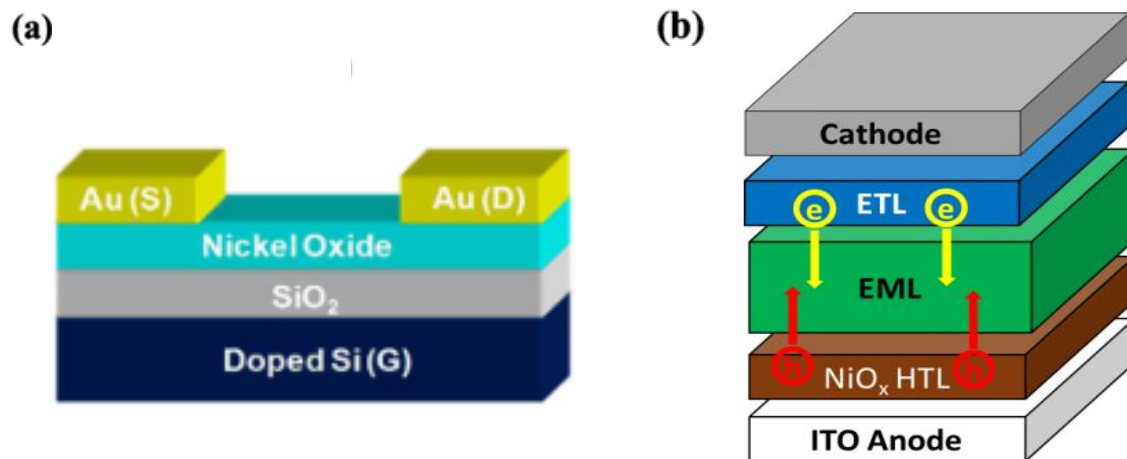 (a)
Au (S)
Au (D)
Nickel Oxide
SiO₂
Doped Si (G)
(b)
Cathode
ETL
e
e
EML
h
h
NiOₓ HTL
ITO Anode